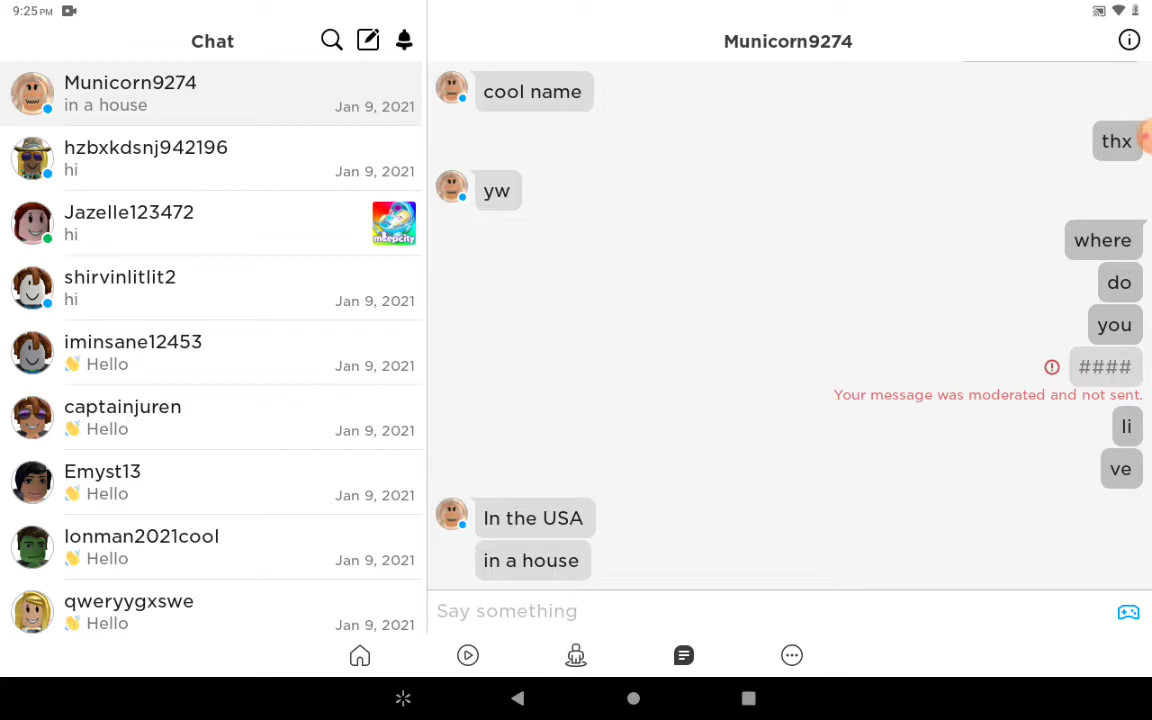 9:25 PM
Chat
Municorn9274
in a house
Jan 9, 2021
hzbxkdsnj942196
hi
Jan 9, 2021
Jazelle123472
hi
meepcity
shirvinlitlit2
hi
Jan 9, 2021
iminsane12453
👋 Hello
Jan 9, 2021
captainjuren
👋 Hello
Jan 9, 2021
Emyst13
👋 Hello
Jan 9, 2021
lonman2021cool
👋 Hello
Jan 9, 2021
qweryygxswe
👋 Hello
Jan 9, 2021
Municorn9274
cool name
thx
yw
where
do
you
####
Your message was moderated and not sent.
li
ve
In the USA
in a house
Say something